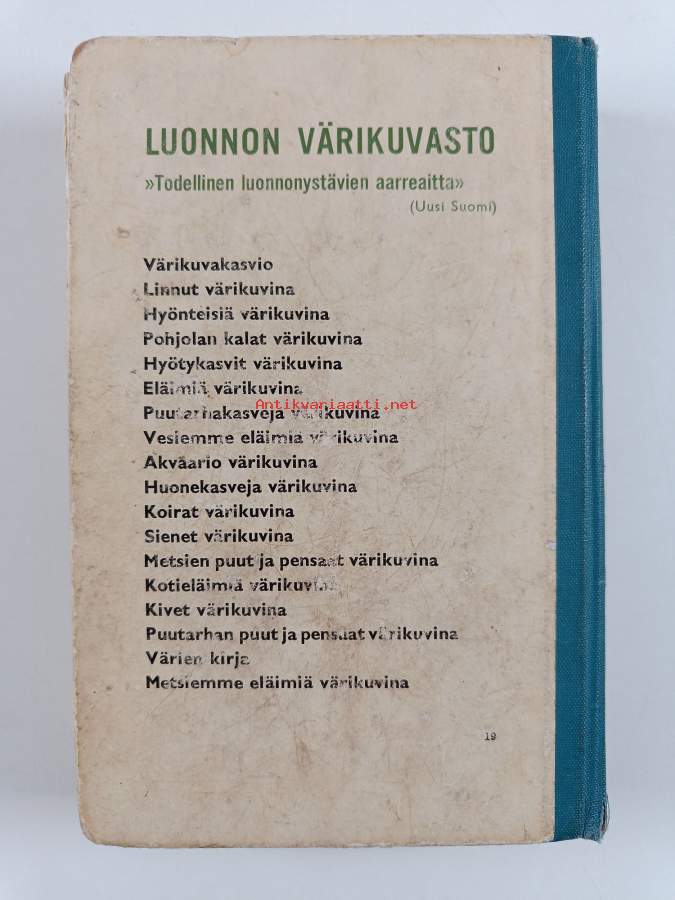 LUONNON VÄRIKUVASTO
»Todellinen luonnonystävien aarreaitta»
(Uusi Suomi)
Värikuvakasvio
Linnut värikuvina
Hyönteisiä värikuvina
Pohjolan kalat värikuvina
Hyötykasvit värikuvina
Eläimiä värikuvina
Antikvariaatti.net
Puutarhakasveja värikuvina
Vesiemme eläimiä värikuvina
Akvaario värikuvina
Huonekasveja värikuvina
Koirat värikuvina
Sienet värikuvina
Metsien puut ja pensaat värikuvina
Kotieläimiä värikuvina
Kivet värikuvina
Puutarhan puut ja pensaat värikuvina
Värien kirja
Metsiemme eläimiä värikuvina
19